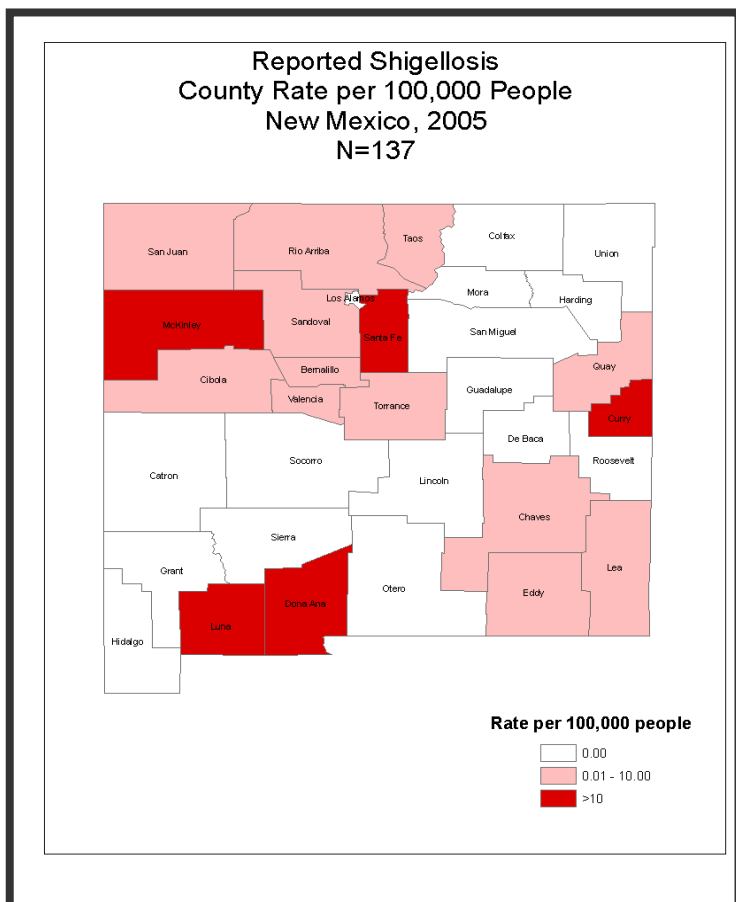 Reported Shigellosis
County Rate per 100,000 People
New Mexico, 2005
N=137
San Juan
Rio Arriba
Taos
Colfax
Union
Mora
Harding
Los Alamos
McKinley
Sandoval
Santa Fe
San Miguel
Bernalillo
Cibola
Valencia
Torrance
Guadalupe
Quay
Curry
De Baca
Roosevelt
Catron
Socorro
Lincoln
Chaves
Sierra
Grant
Lea
Otero
Eddy
Dona Ana
Luna
Hidalgo
Rate per 100,000 people
0.00
0.01 - 10.00
>10